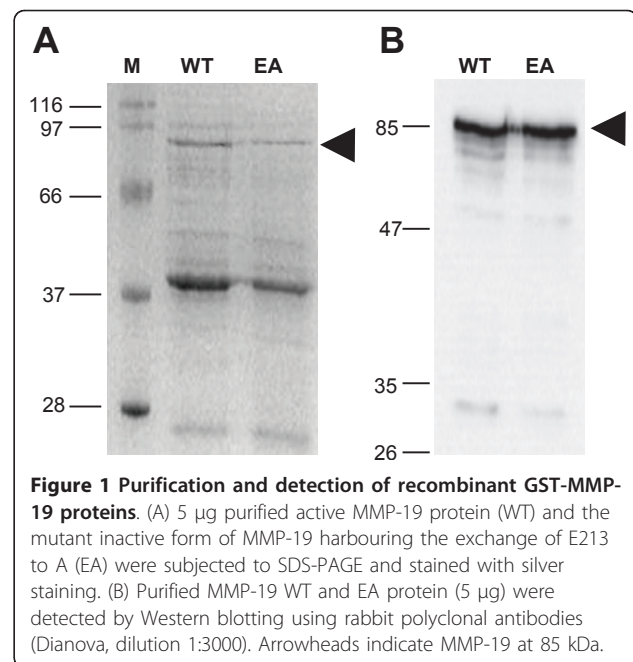 A
B
M WT EA
116
97
66
37
28
WT EA
85
47
35
26
Figure 1 Purification and detection of recombinant GST-MMP-
19 proteins. (A) 5 µg purified active MMP-19 protein (WT) and the
mutant inactive form of MMP-19 harbouring the exchange of E213
to A (EA) were subjected to SDS-PAGE and stained with silver
staining. (B) Purified MMP-19 WT and EA protein (5 µg) were
detected by Western blotting using rabbit polyclonal antibodies
(Dianova, dilution 1:3000). Arrowheads indicate MMP-19 at 85 kDa.